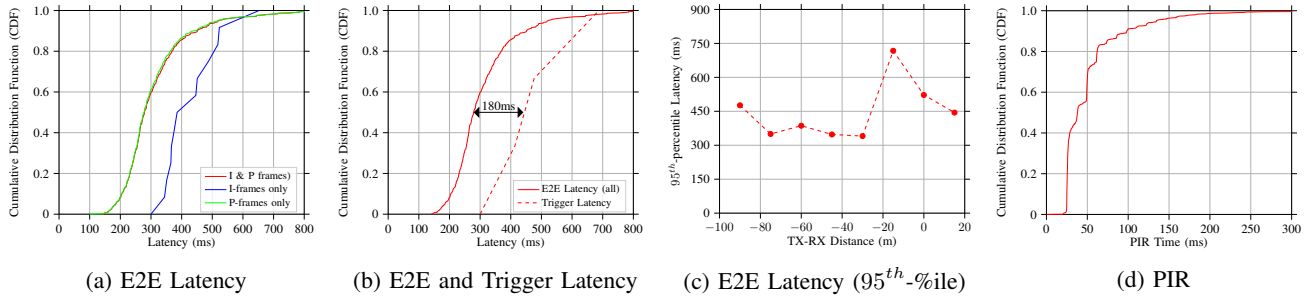 Cumulative Distribution Function (CDF)
1.0
0.8
0.6
0.4
0.2
0
0 100 200 300 400 500 600 700 800
Latency (ms)
I & P frames)
I-frames only
P-frames only
(a) E2E Latency
Cumulative Distribution Function (CDF)
1.0
0.8
0.6
0.4
0.2
0
180ms
0 100 200 300 400 500 600 700 800
Latency (ms)
E2E Latency (all)
Trigger Latency
(b) E2E and Trigger Latency
95th-percentile Latency (ms)
900
750
600
450
300
150
0
−100 −80 −60 −40 −20 0 20
TX-RX Distance (m)
(c) E2E Latency (95th-%ile)
Cumulative Distribution Function (CDF)
1.0
0.8
0.6
0.4
0.2
0
0 50 100 150 200 250 300
PIR Time (ms)
(d) PIR